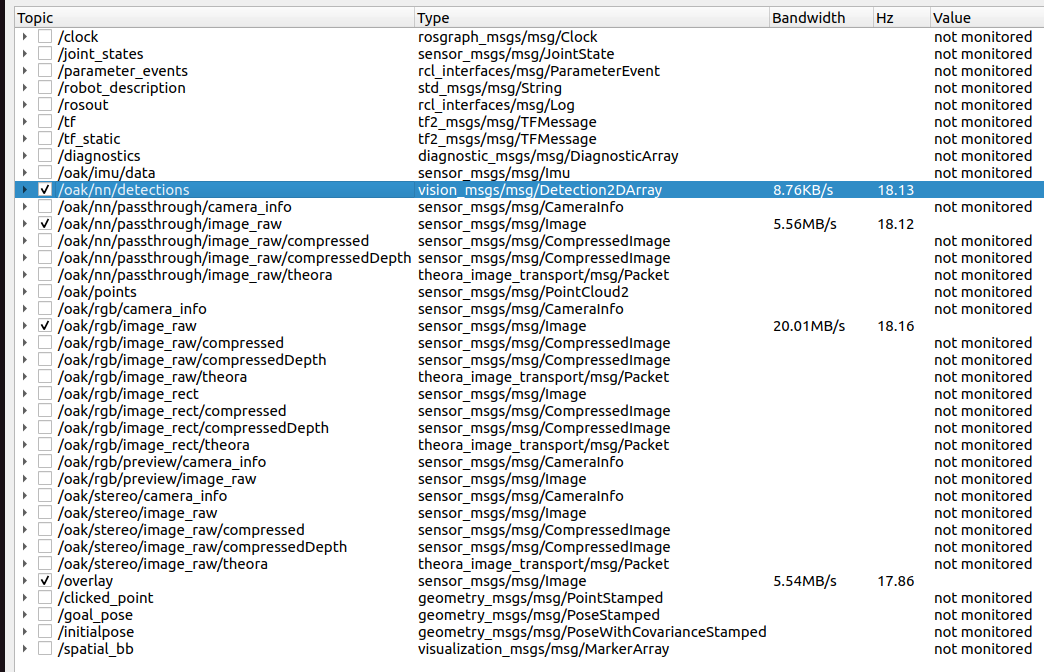 Topic Type Bandwidth Hz Value
/clock rosgraph_msgs/msg/Clock not monitored
/joint_states sensor_msgs/msg/JointState not monitored
/parameter_events rcl_interfaces/msg/ParameterEvent not monitored
/robot_description std_msgs/msg/String not monitored
/rosout rcl_interfaces/msg/Log not monitored
/tf tf2_msgs/msg/TFMessage not monitored
/tf_static tf2_msgs/msg/TFMessage not monitored
/diagnostics diagnostic_msgs/msg/DiagnosticArray not monitored
/oak/imu/data sensor_msgs/msg/Imu not monitored
/oak/nn/detections vision_msgs/msg/Detection2DArray 8.76KB/s 18.13
/oak/nn/passthrough/camera_info sensor_msgs/msg/CameraInfo not monitored
/oak/nn/passthrough/image_raw sensor_msgs/msg/Image 5.56MB/s 18.12
/oak/nn/passthrough/image_raw/compressed sensor_msgs/msg/CompressedImage not monitored
/oak/nn/passthrough/image_raw/compressedDepth sensor_msgs/msg/CompressedImage not monitored
/oak/nn/passthrough/image_raw/theora theora_image_transport/msg/Packet not monitored
/oak/points sensor_msgs/msg/PointCloud2 not monitored
/oak/rgb/camera_info sensor_msgs/msg/CameraInfo not monitored
/oak/rgb/image_raw sensor_msgs/msg/Image 20.01MB/s 18.16
/oak/rgb/image_raw/compressed sensor_msgs/msg/CompressedImage not monitored
/oak/rgb/image_raw/compressedDepth sensor_msgs/msg/CompressedImage not monitored
/oak/rgb/image_raw/theora theora_image_transport/msg/Packet not monitored
/oak/rgb/image_rect sensor_msgs/msg/Image not monitored
/oak/rgb/image_rect/compressed sensor_msgs/msg/CompressedImage not monitored
/oak/rgb/image_rect/compressedDepth sensor_msgs/msg/CompressedImage not monitored
/oak/rgb/image_rect/theora theora_image_transport/msg/Packet not monitored
/oak/rgb/preview/camera_info sensor_msgs/msg/CameraInfo not monitored
/oak/rgb/preview/image_raw sensor_msgs/msg/Image not monitored
/oak/stereo/camera_info sensor_msgs/msg/CameraInfo not monitored
/oak/stereo/image_raw sensor_msgs/msg/Image not monitored
/oak/stereo/image_raw/compressed sensor_msgs/msg/CompressedImage not monitored
/oak/stereo/image_raw/compressedDepth sensor_msgs/msg/CompressedImage not monitored
/oak/stereo/image_raw/theora theora_image_transport/msg/Packet not monitored
/overlay sensor_msgs/msg/Image 5.54MB/s 17.86
/clicked_point geometry_msgs/msg/PointStamped not monitored
/goal_pose geometry_msgs/msg/PoseStamped not monitored
/initialpose geometry_msgs/msg/PoseWithCovarianceStamped not monitored
/spatial_bb visualization_msgs/msg/MarkerArray not monitored